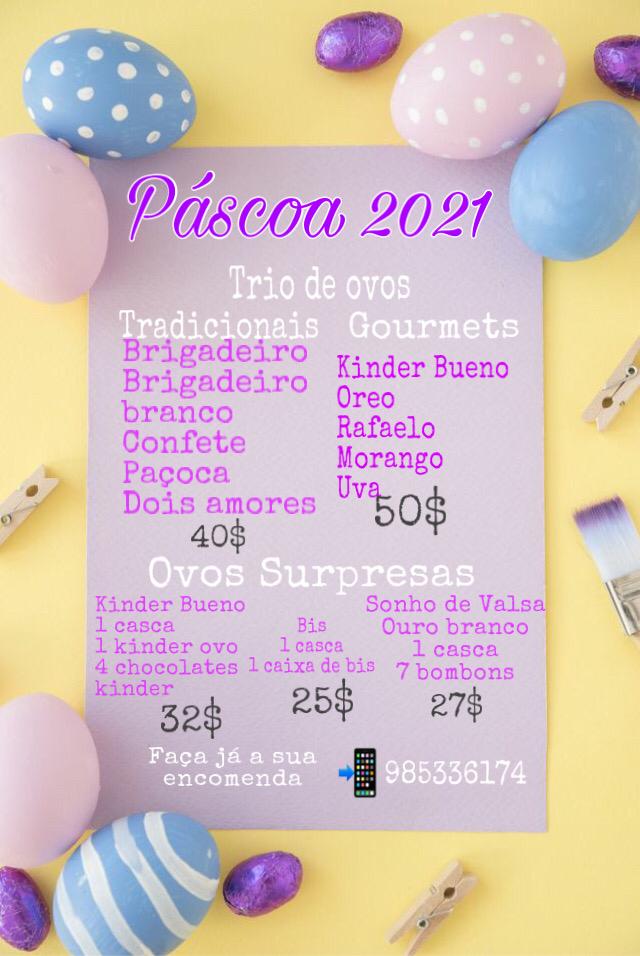 Páscoa 2021
Trio de ovos
Tradicionais
Brigadeiro
Brigadeiro
branco
Confete
Paçoca
Dois amores
40$
Gourmets
Kinder Bueno
Oreo
Rafaelo
Morango
Uva
50$
Ovos Surpresas
Kinder Bueno
1 casca
1 kinder ovo
4 chocolates
kinder
32$
Bis
1 casca
1 caixa de bis
25$
Sonho de Valsa
Ouro branco
1 casca
7 bombons
27$
Faça já a sua
encomenda
985336174